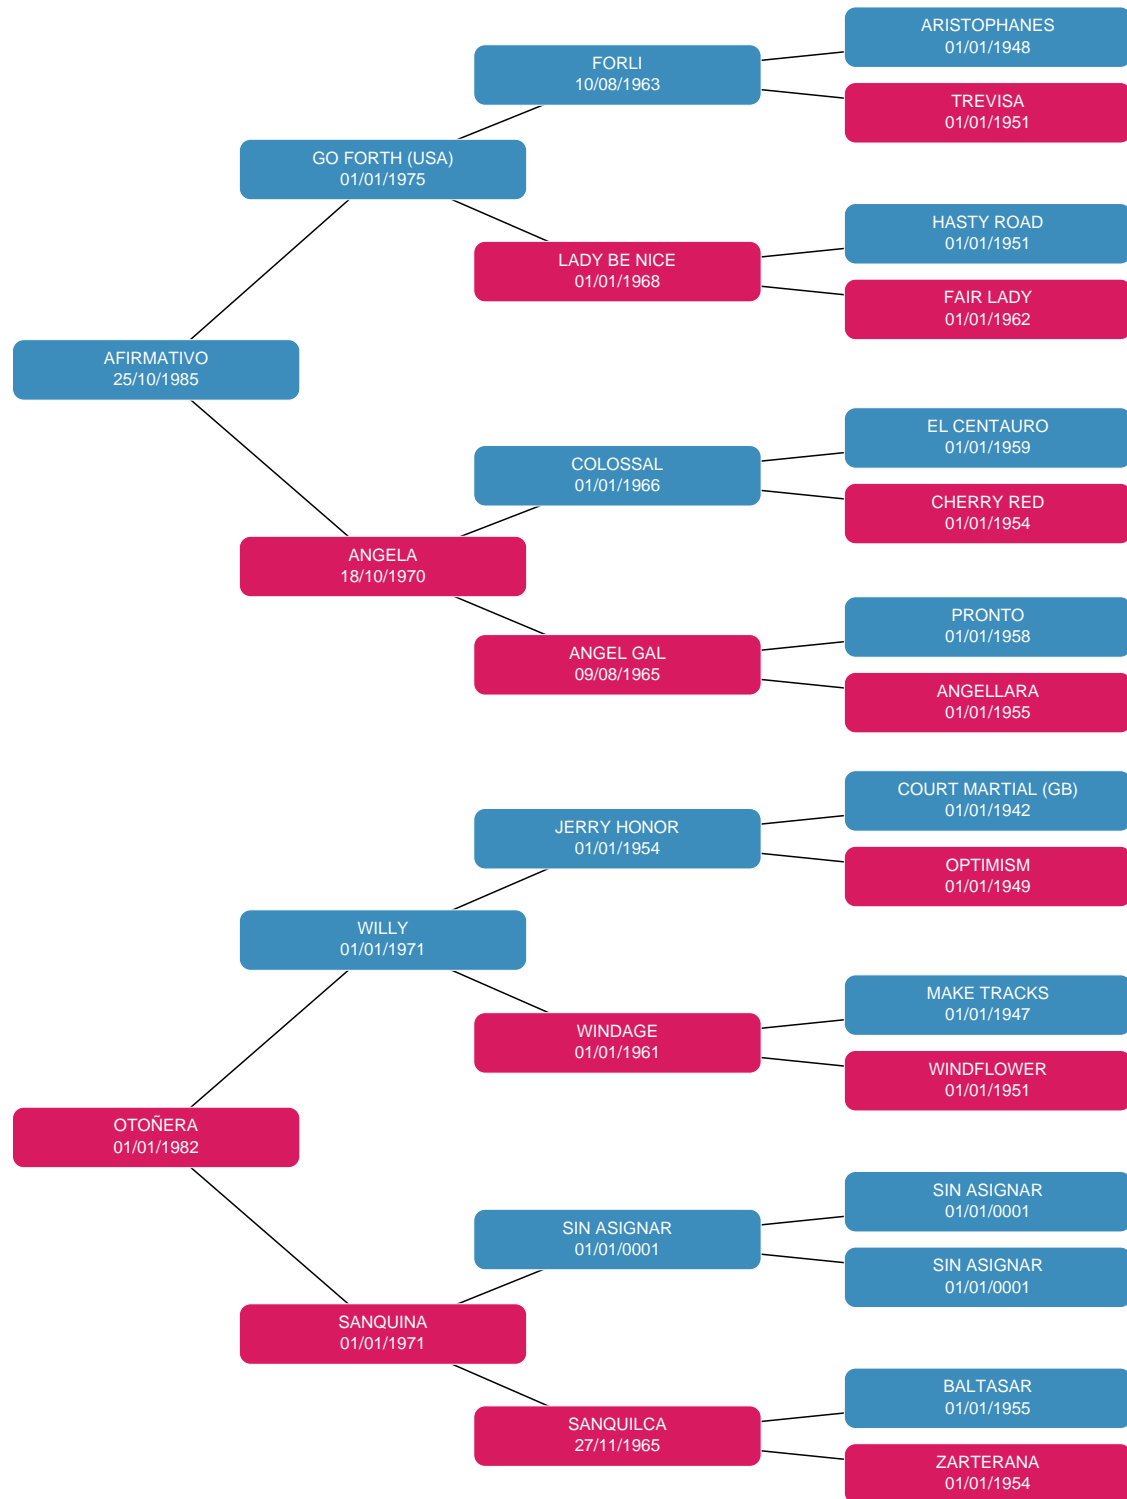 ARISTOPHANES
01/01/1948
FORLI
10/08/1963
TREVISA
01/01/1951
GO FORTH (USA)
01/01/1975
HASTY ROAD
01/01/1951
LADY BE NICE
01/01/1968
FAIR LADY
01/01/1962
AFIRMATIVO
25/10/1985
EL CENTAURO
01/01/1959
COLOSSAL
01/01/1966
CHERRY RED
01/01/1954
ANGELA
18/10/1970
PRONTO
01/01/1958
ANGEL GAL
09/08/1965
ANGELLARA
01/01/1955
COURT MARTIAL (GB)
01/01/1942
JERRY HONOR
01/01/1954
OPTIMISM
01/01/1949
WILLY
01/01/1971
MAKE TRACKS
01/01/1947
WINDAGE
01/01/1961
WINDFLOWER
01/01/1951
OTOÑERA
01/01/1982
SIN ASIGNAR
01/01/0001
SIN ASIGNAR
01/01/0001
SIN ASIGNAR
01/01/0001
SANQUINA
01/01/1971
BALTASAR
01/01/1955
SANQUILCA
27/11/1965
ZARTERANA
01/01/1954